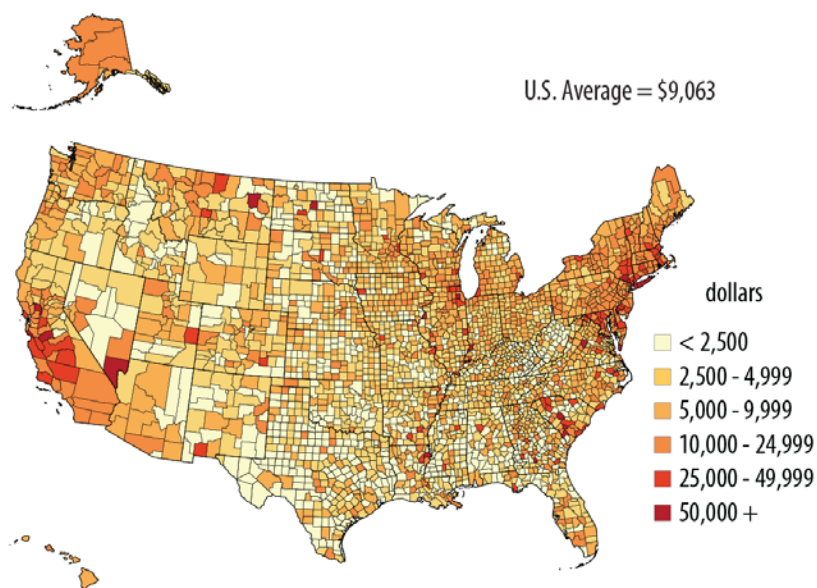 U.S. Average = $9,063
dollars
< 2,500
2,500 - 4,999
5,000 - 9,999
10,000 - 24,999
25,000 - 49,999
50,000 +